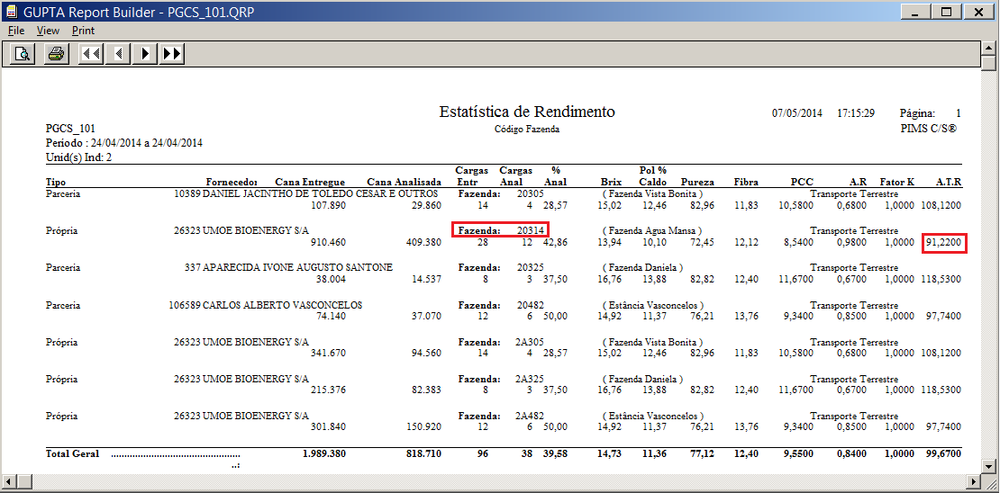 GUPTA Report Builder - PGCS_101.QRP
File View Print
Estatística de Rendimento 07/05/2014 17:15:29 Página: 1
PGCS_101 Código Fazenda PIMS C/S®
Período : 24/04/2014 a 24/04/2014
Unid(s) Ind: 2
Cargas Cargas % Pol %
Tipo Fornecedor Cana Entregue Cana Analisada Entr Anal Anal Brix Caldo Pureza Fibra PCC A.R Fator K A.T.R
Parceria 10389 DANIEL JACINTHO DE TOLEDO CESAR E OUTROS Fazenda: 20305 ( Fazenda Vista Bonita ) Transporte Terrestre
107.890 29.860 14 4 28,57 15,02 12,46 82,96 11,83 10,5800 0,6800 1,0000 108,1200
Própria 26323 UMOE BIOENERGY S/A Fazenda: 20314 ( Fazenda Agua Mansa ) Transporte Terrestre
910.460 409.380 28 12 42,86 13,94 10,10 72,45 12,12 8,5400 0,9800 1,0000 91,2200
Parceria 337 APARECIDA IVONE AUGUSTO SANTONE Fazenda: 20325 ( Fazenda Daniela ) Transporte Terrestre
38.004 14.537 8 3 37,50 16,76 13,88 82,82 12,40 11,6700 0,6700 1,0000 118,5300
Parceria 106589 CARLOS ALBERTO VASCONCELOS Fazenda: 20482 ( Estância Vasconcelos ) Transporte Terrestre
74.140 37.070 12 6 50,00 14,92 11,37 76,21 13,76 9,3400 0,8500 1,0000 97,7400
Própria 26323 UMOE BIOENERGY S/A Fazenda: 2A305 ( Fazenda Vista Bonita ) Transporte Terrestre
341.670 94.560 14 4 28,57 15,02 12,46 82,96 11,83 10,5800 0,6800 1,0000 108,1200
Própria 26323 UMOE BIOENERGY S/A Fazenda: 2A325 ( Fazenda Daniela ) Transporte Terrestre
215.376 82.383 8 3 37,50 16,76 13,88 82,82 12,40 11,6700 0,6700 1,0000 118,5300
Própria 26323 UMOE BIOENERGY S/A Fazenda: 2A482 ( Estância Vasconcelos ) Transporte Terrestre
301.840 150.920 12 6 50,00 14,92 11,37 76,21 13,76 9,3400 0,8500 1,0000 97,7400
Total Geral ................................................ 1.989.380 818.710 96 38 39,58 14,73 11,36 77,12 12,40 9,5500 0,8400 1,0000 99,6700
..: